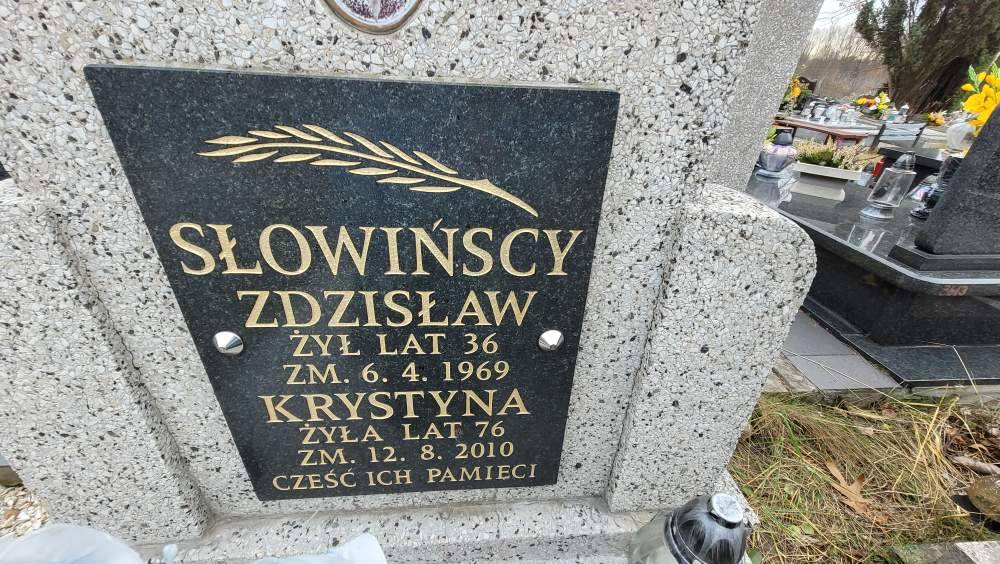 SŁOWIŃSCY
ZDZISŁAW
ŻYŁ LAT 36
ZM. 6. 4. 1969
KRYSTYNA
ŻYŁA LAT 76
ZM. 12. 8. 2010
CZEŚĆ ICH PAMIĘCI